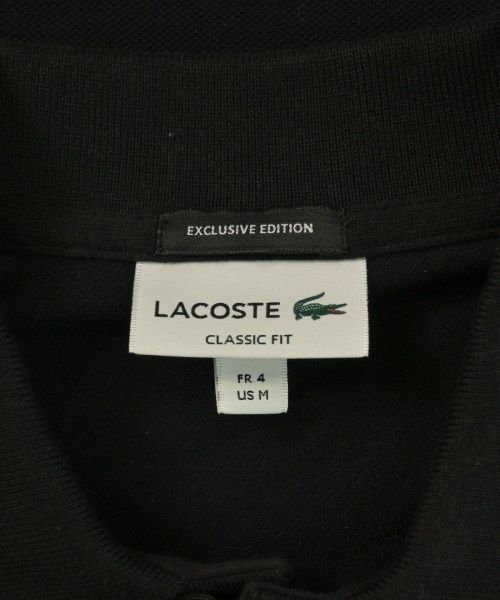 EXCLUSIVE EDITION
LACOSTE
CLASSIC FIT
FR 4
US M